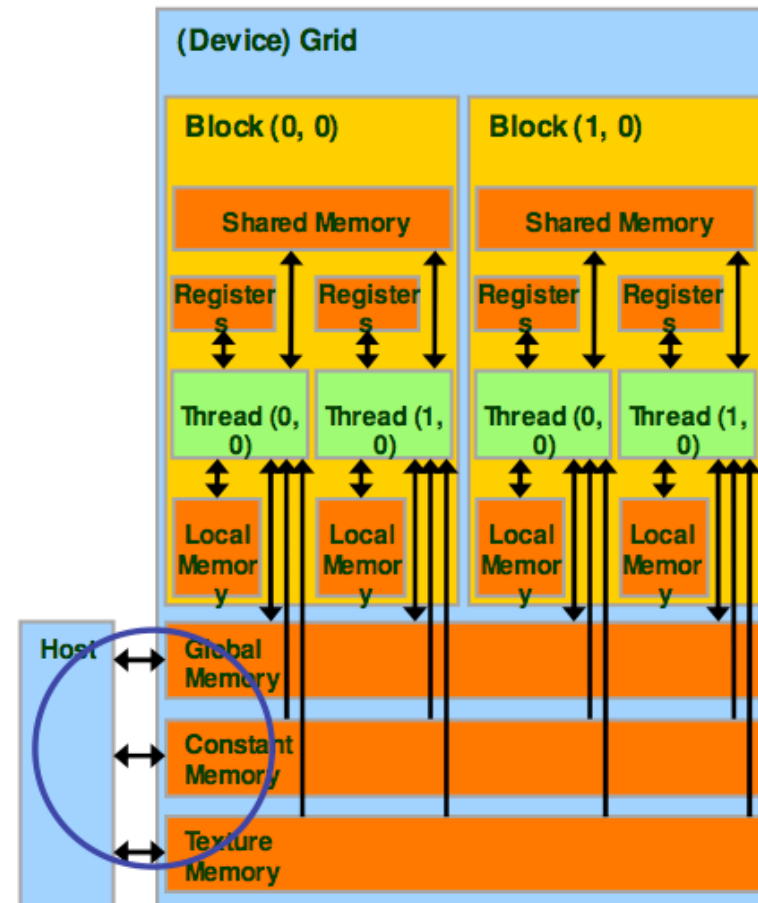 (Device) Grid
Block (0, 0)
Shared Memory
Register
s
Register
s
Thread (0,
0)
Thread (1,
0)
Local
Memor
y
Local
Memor
y
Block (1, 0)
Shared Memory
Register
s
Register
s
Thread (0,
0)
Thread (1,
0)
Local
Memor
y
Local
Memor
y
Host
Global
Memory
Constant
Memory
Texture
Memory